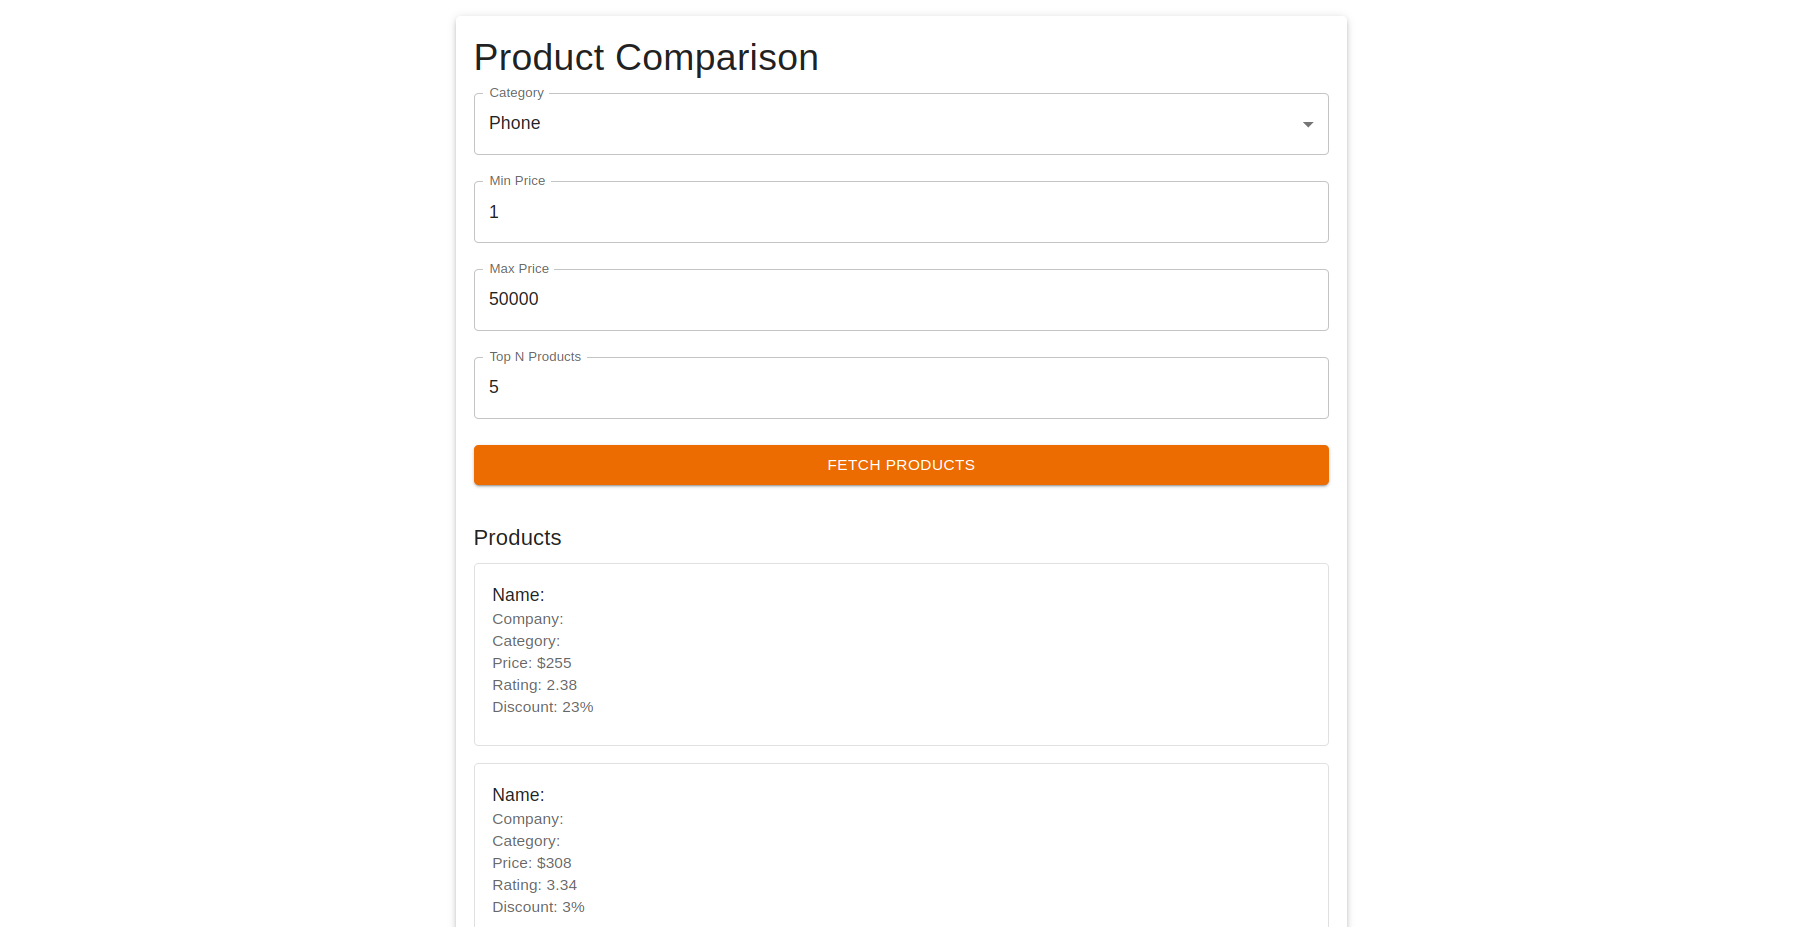 Product Comparison
Category
Phone
Min Price
1
Max Price
50000
Top N Products
5
FETCH PRODUCTS
Products
Name:
Company:
Category:
Price: $255
Rating: 2.38
Discount: 23%
Name:
Company:
Category:
Price: $308
Rating: 3.34
Discount: 3%